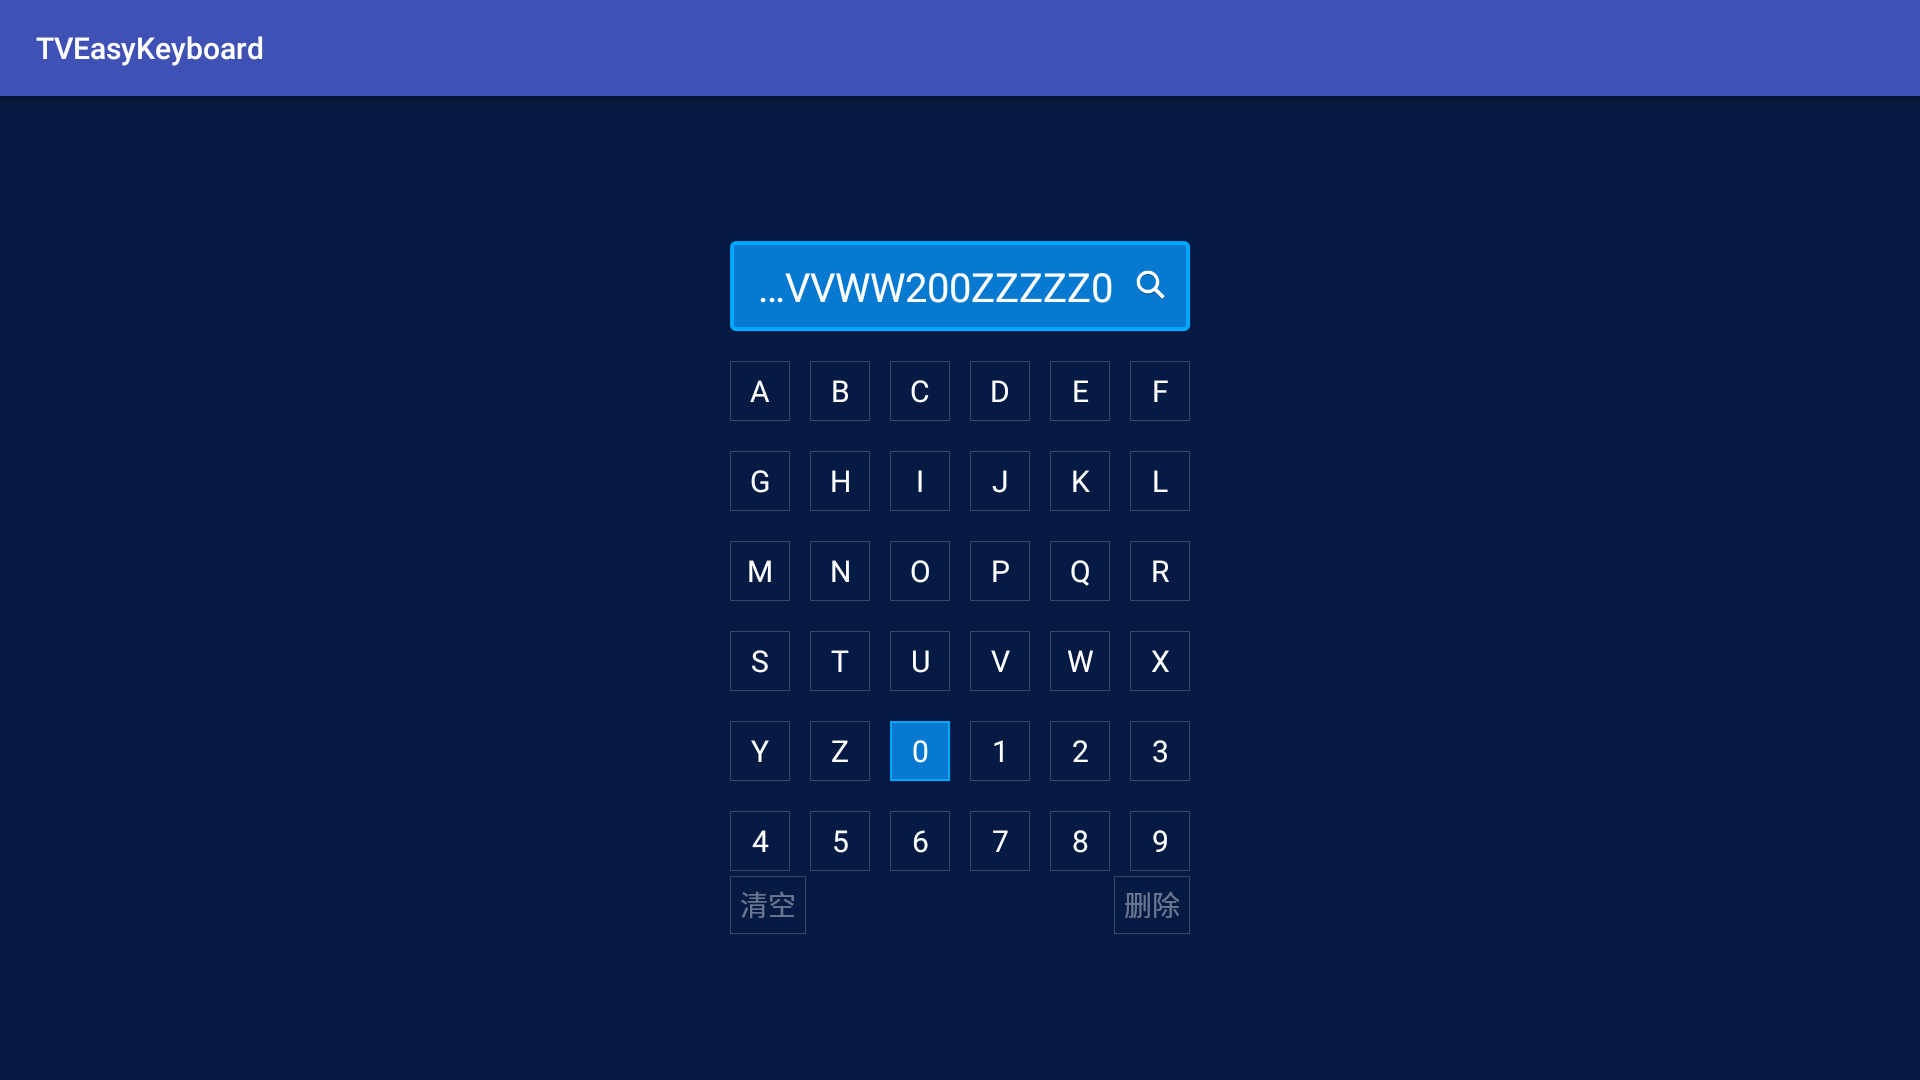 TVEasyKeyboard
...VVWW200ZZZZZ0
A B C D E F
G H I J K L
M N O P Q R
S T U V W X
Y Z 0 1 2 3
4 5 6 7 8 9
清空 删除